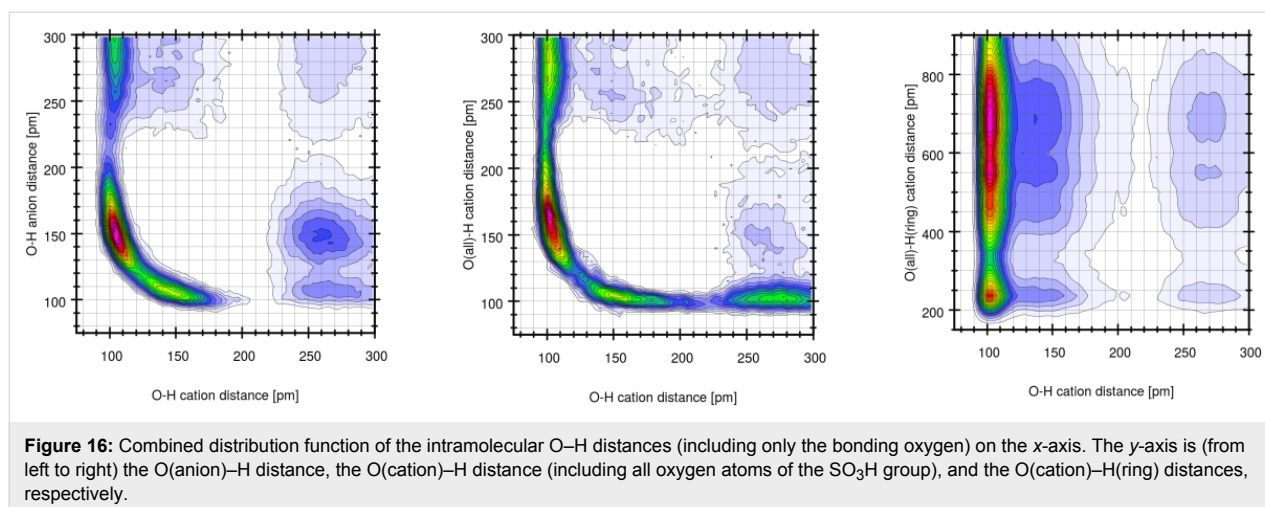 300
250
200
150
100
O-H anion distance [pm]
100 150 200 250 300
O-H cation distance [pm]
300
250
200
150
100
O(all)-H cation distance [pm]
100 150 200 250 300
O-H cation distance [pm]
800
600
400
200
O(all)-H(ring) cation distance [pm]
100 150 200 250 300
O-H cation distance [pm]
Figure 16: Combined distribution function of the intramolecular O–H distances (including only the bonding oxygen) on the x-axis. The y-axis is (from
left to right) the O(anion)–H distance, the O(cation)–H distance (including all oxygen atoms of the SO3H group), and the O(cation)–H(ring) distances,
respectively.